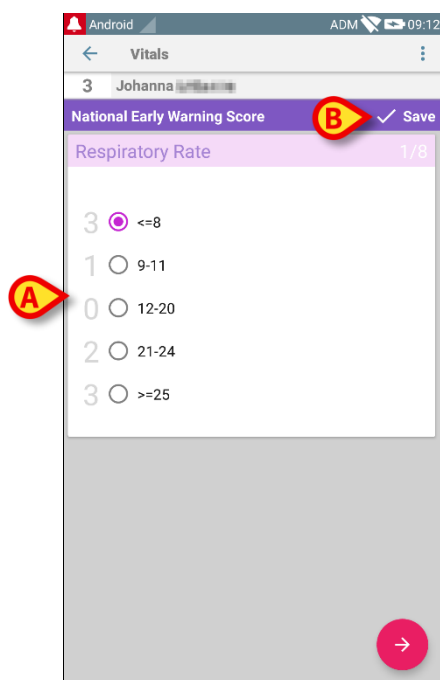 Android ADM 09:12
Vitals
3 Johanna
National Early Warning Score B Save
Respiratory Rate 1/8
3 <=8
1 9-11
A
0 12-20
2 21-24
3 >=25